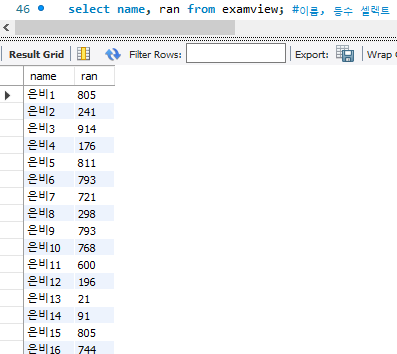 46 select name, ran from examview; #이름, 등수 셀렉트
Result Grid Filter Rows: Export: Wrap C
name ran
은비1 805
은비2 241
은비3 914
은비4 176
은비5 811
은비6 793
은비7 721
은비8 298
은비9 793
은비10 768
은비11 600
은비12 196
은비13 21
은비14 91
은비15 805
은비16 744